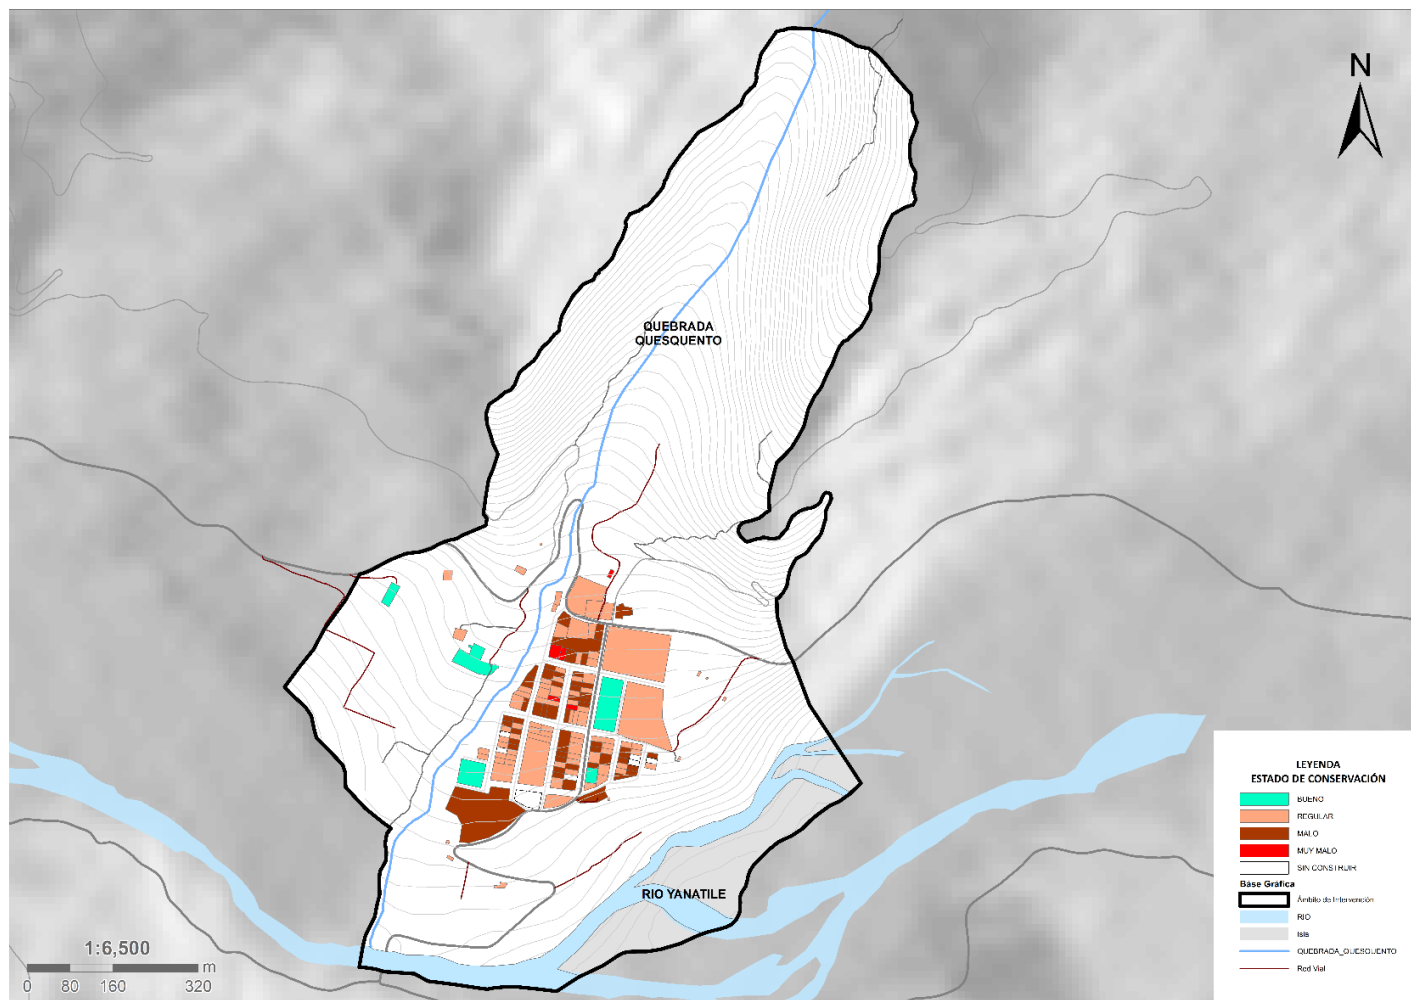 N
QUEBRADA
QUESQUENTO
RIO YANATILE
1:6,500
m
0 80 160 320
LEYENDA
ESTADO DE CONSERVACIÓN
BUENO
REGULAR
MALO
MUY MALO
SIN CONSTRUIR
Base Gráfica
Ámbito de Intervención
RIO
Isla
QUEBRADA_QUESQUENTO
Red Vial